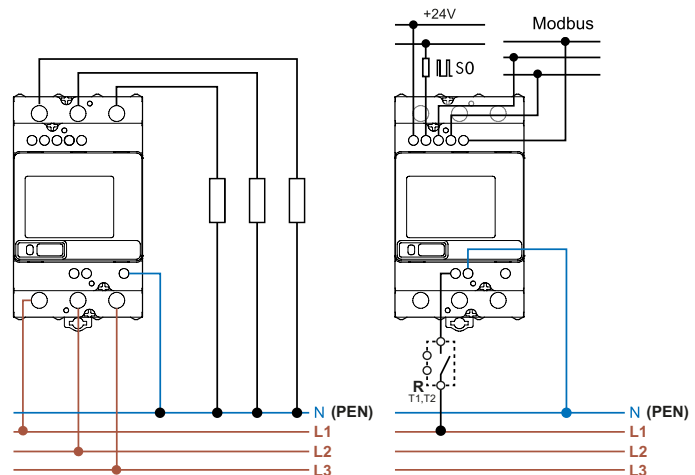 +24V
Modbus
S0
N (PEN)
L1
L2
L3
R
T1,T2
N (PEN)
L1
L2
L3